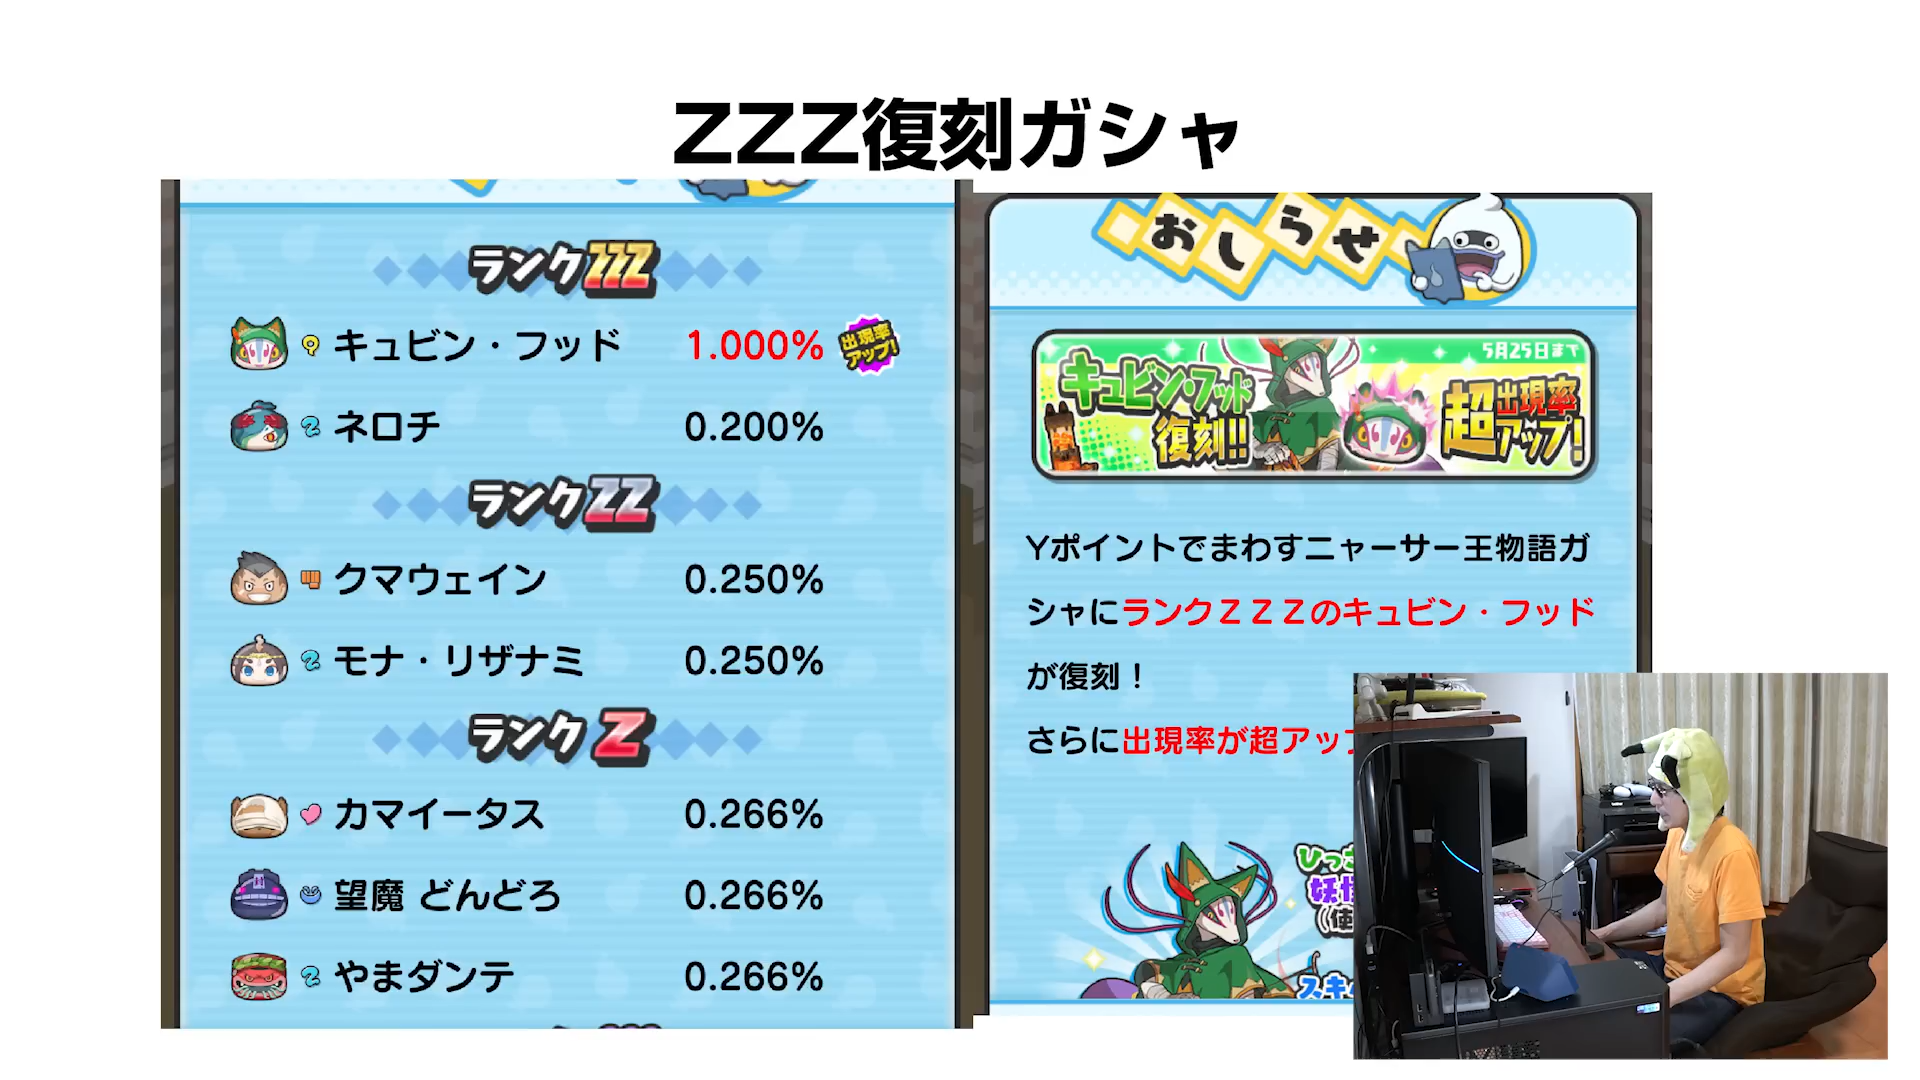 ZZZ復刻ガシャ
ランクZZZ
キュビン・フッド 1.000% 出現率アップ!
ネロチ 0.200%
ランクZZ
クマウェイン 0.250%
モナ・リザナミ 0.250%
ランクZ
カマイータス 0.266%
望魔 どんどろ 0.266%
やまダンテ 0.266%
おしらせ
5月25日まで
キュビン・フッド
復刻!!
超出現率アップ!
Yポイントでまわすニャーサー王物語ガ
シャにランクZZZのキュビン・フッド
が復刻！
さらに出現率が超アッ
ひっ
妖
(使
スキ